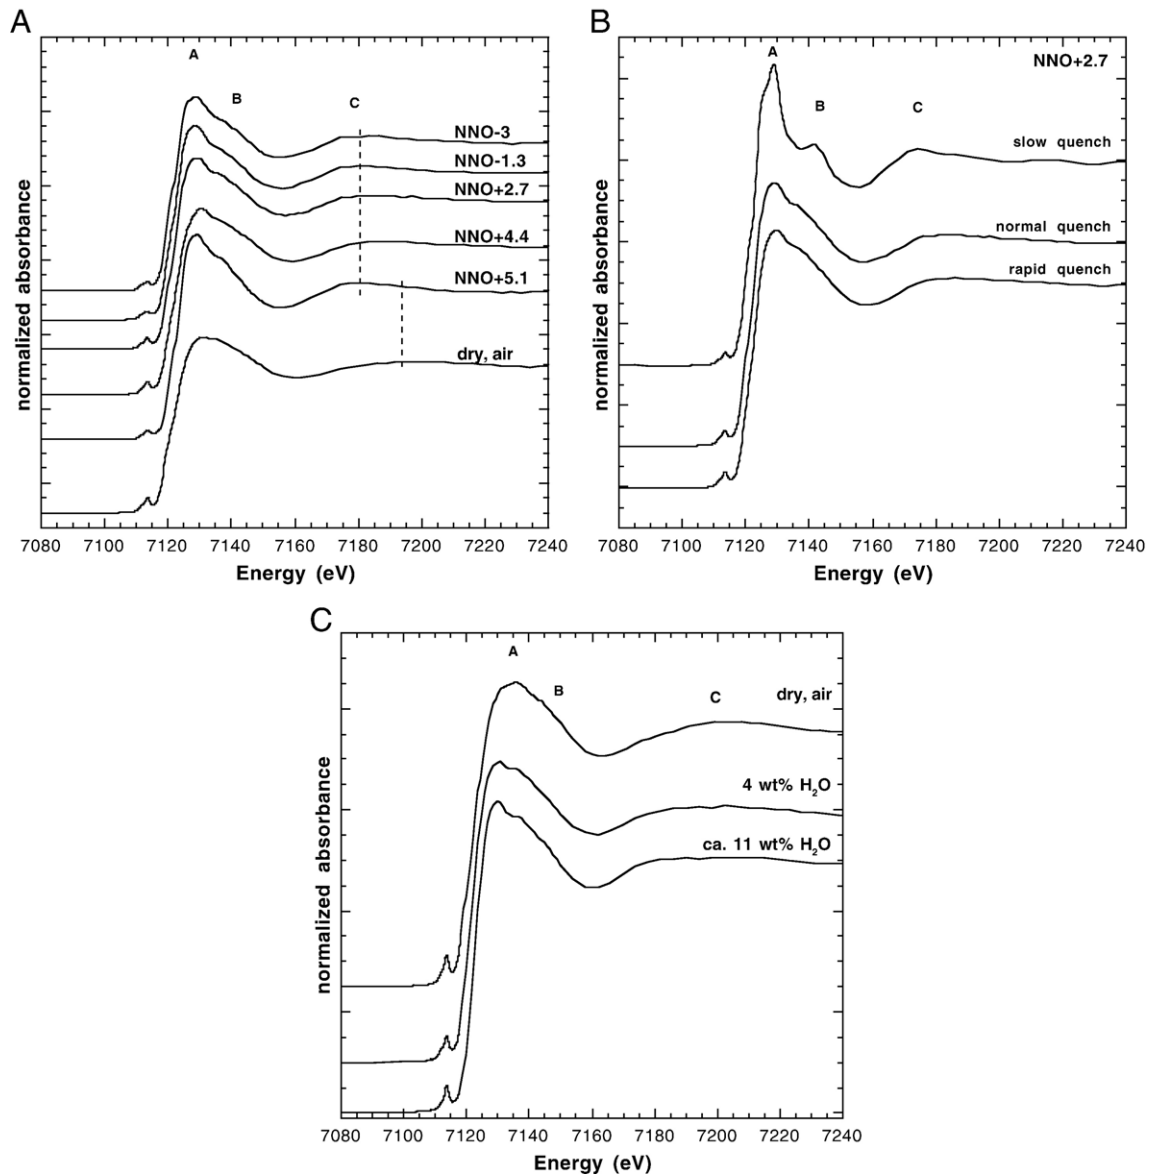 A
A
B
C
NNO-3
NNO-1.3
NNO+2.7
NNO+4.4
NNO+5.1
dry, air
normalized absorbance
7080 7100 7120 7140 7160 7180 7200 7220 7240
Energy (eV)
B
NNO+2.7
A
B
C
slow quench
normal quench
rapid quench
normalized absorbance
7080 7100 7120 7140 7160 7180 7200 7220 7240
Energy (eV)
C
A
B
C
dry, air
4 wt% H₂O
ca. 11 wt% H₂O
normalized absorbance
7080 7100 7120 7140 7160 7180 7200 7220 7240
Energy (eV)